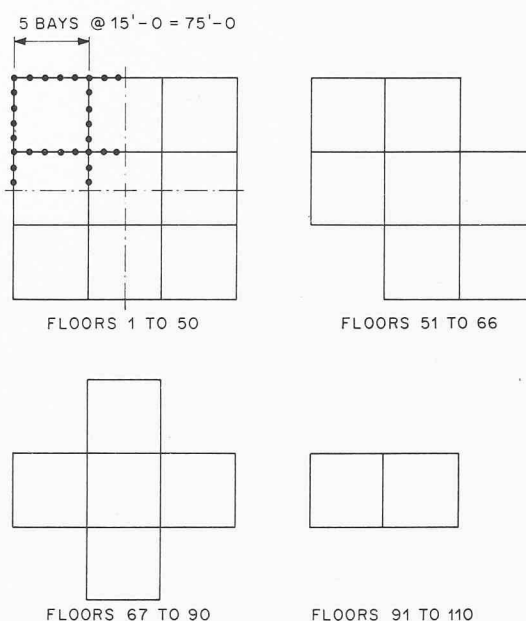 5 BAYS @ 15'-0 = 75'-0
FLOORS 1 TO 50
FLOORS 51 TO 66
FLOORS 67 TO 90
FLOORS 91 TO 110